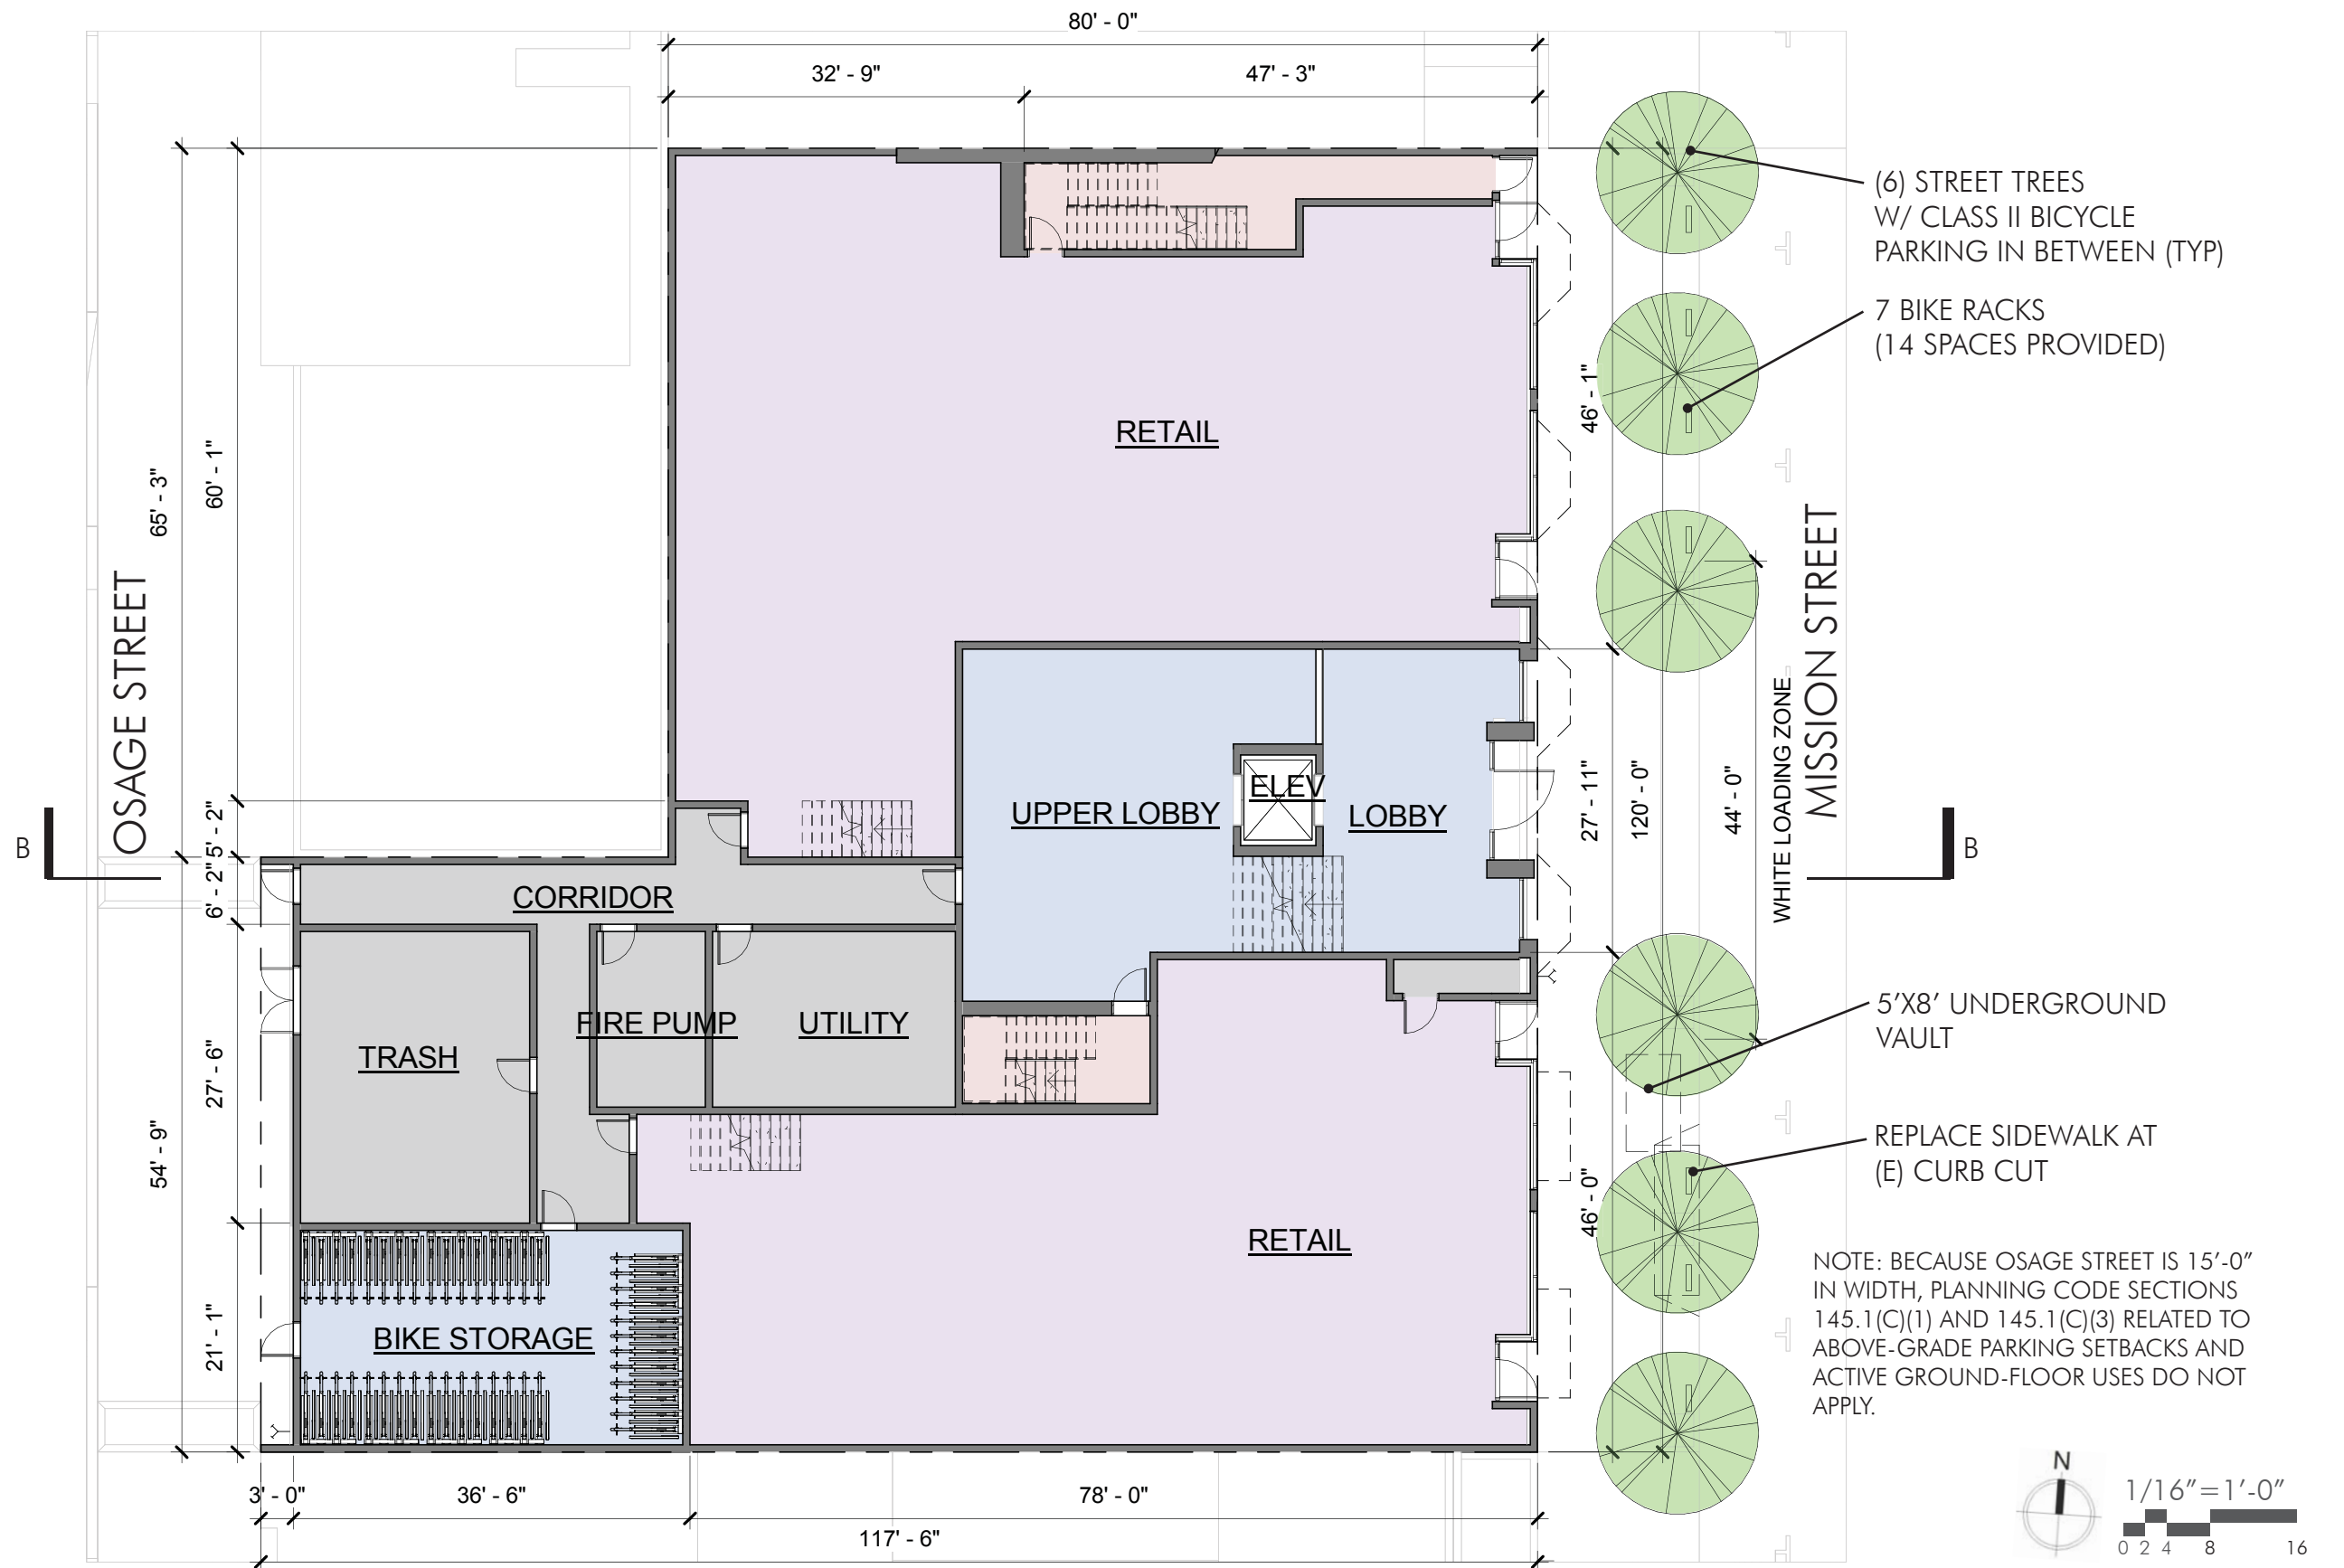 80' - 0"
32' - 9"
47' - 3"
(6) STREET TREES
W/ CLASS II BICYCLE
PARKING IN BETWEEN (TYP)
7 BIKE RACKS
(14 SPACES PROVIDED)
RETAIL
46' - 1"
60' - 1"
65' - 3"
OSAGE STREET
MISSION STREET
WHITE LOADING ZONE
44' - 0"
120' - 0"
27' - 11"
ELEV
UPPER LOBBY
LOBBY
5' - 2"
6' - 2"
B
B
CORRIDOR
FIRE PUMP
UTILITY
TRASH
27' - 6"
54' - 9"
5'X8' UNDERGROUND
VAULT
REPLACE SIDEWALK AT
(E) CURB CUT
46' - 0"
RETAIL
BIKE STORAGE
21' - 1"
NOTE: BECAUSE OSAGE STREET IS 15'-0"
IN WIDTH, PLANNING CODE SECTIONS
145.1(C)(1) AND 145.1(C)(3) RELATED TO
ABOVE-GRADE PARKING SETBACKS AND
ACTIVE GROUND-FLOOR USES DO NOT
APPLY.
3' - 0"
36' - 6"
78' - 0"
117' - 6"
N
1/16"=1'-0"
0 2 4 8 16